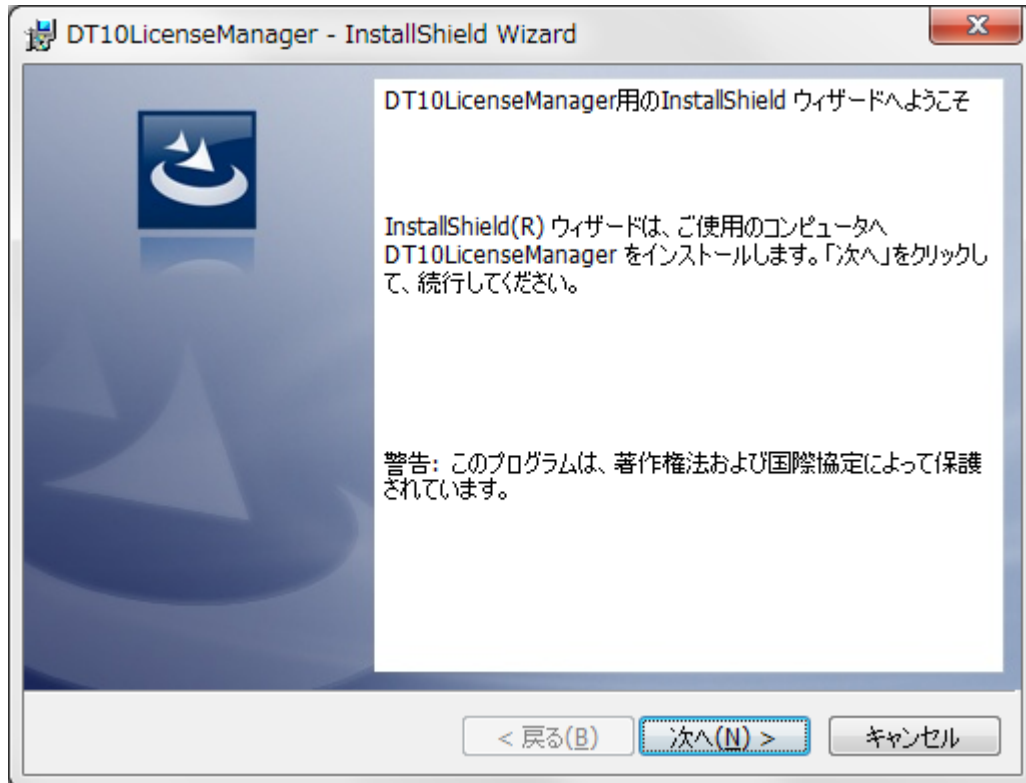 DT10LicenseManager - InstallShield Wizard
DT10LicenseManager用のInstallShield ウィザードへようこそ
InstallShield(R) ウィザードは、ご使用のコンピュータへ
DT10LicenseManager をインストールします。「次へ」をクリックし
て、続行してください。
警告: このプログラムは、著作権法および国際協定によって保護
されています。
< 戻る(B)
次へ(N) >
キャンセル